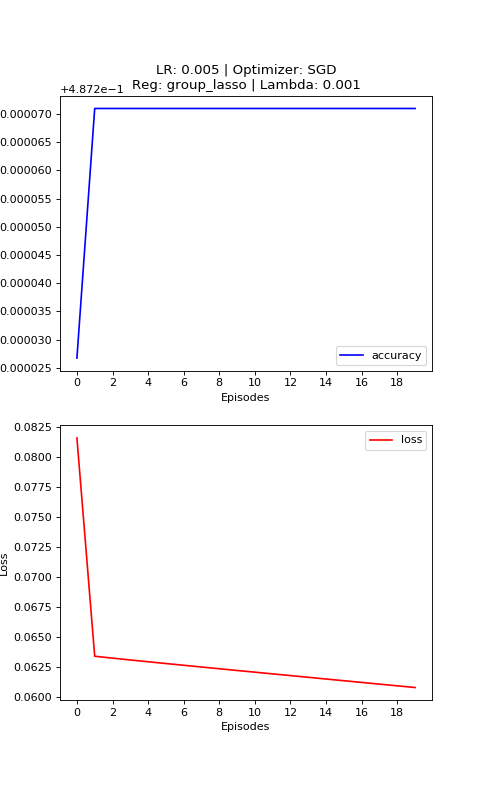 LR: 0.005 | Optimizer: SGD
Reg: group_lasso | Lambda: 0.001
+4.872e−1
0.000070
0.000065
0.000060
0.000055
0.000050
0.000045
0.000040
0.000035
0.000030
0.000025
accuracy
0 2 4 6 8 10 12 14 16 18
Episodes
0.0825
0.0800
0.0775
0.0750
0.0725
0.0700
0.0675
0.0650
0.0625
0.0600
Loss
loss
0 2 4 6 8 10 12 14 16 18
Episodes